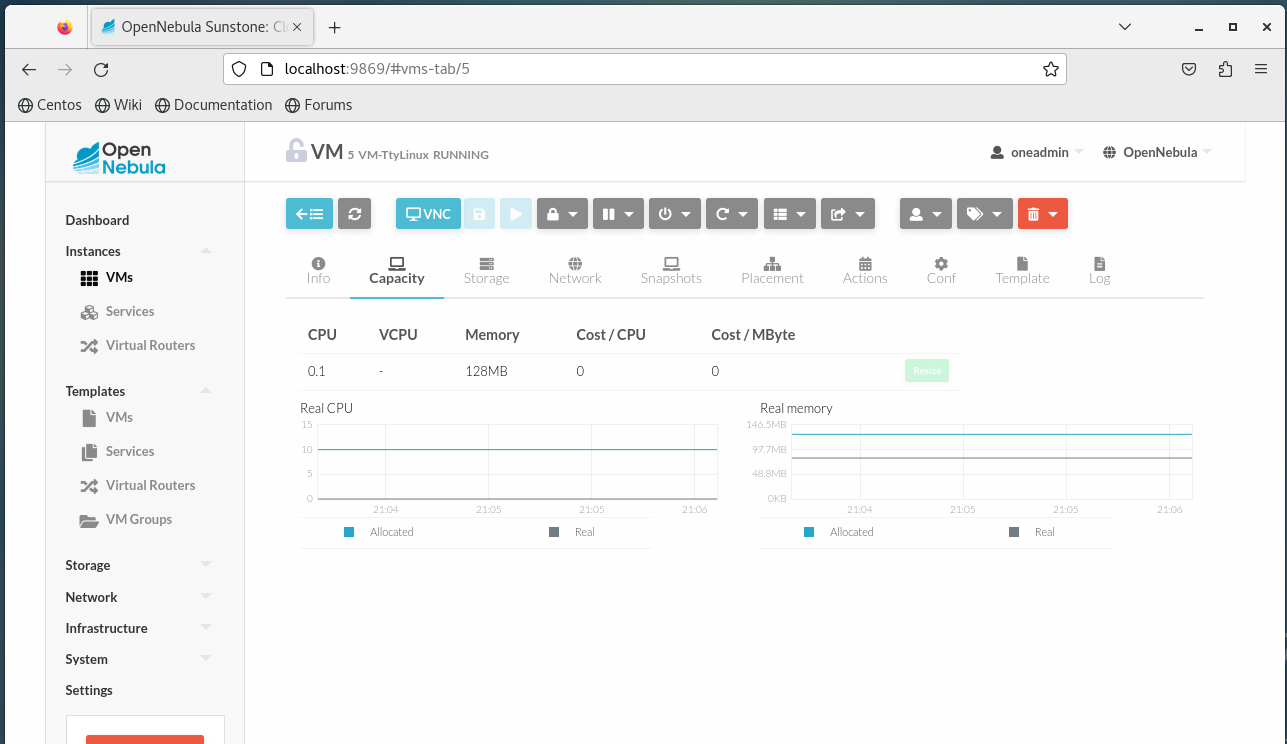 OpenNebula Sunstone: Cl
localhost:9869/#vms-tab/5
Centos Wiki Documentation Forums
Open
Nebula
VM 5 VM-TtyLinux RUNNING
oneadmin OpenNebula
VNC
Dashboard
Instances
VMs
Services
Virtual Routers
Templates
VMs
Services
Virtual Routers
VM Groups
Storage
Network
Infrastructure
System
Settings
Info Capacity Storage Network Snapshots Placement Actions Conf Template Log
CPU VCPU Memory Cost / CPU Cost / MByte
0.1 - 128MB 0 0 Resize
Real CPU
15
10
5
0
21:04 21:05 21:05 21:06
Allocated Real
Real memory
146.5MB
97.7MB
48.8MB
0KB
21:04 21:05 21:05 21:06
Allocated Real